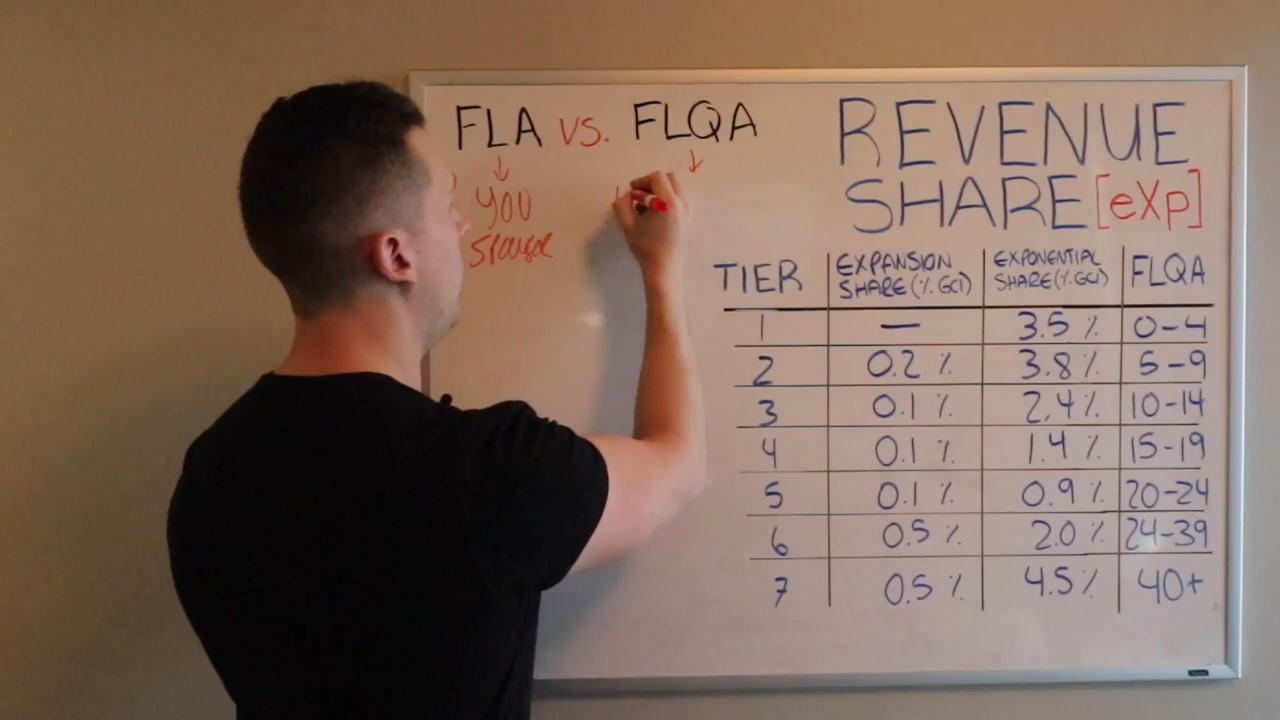 FLA VS. FLQA
YOU
SPONSOR
REVENUE
SHARE [eXp]
TIER EXPANSION SHARE (% GCI) EXPONENTIAL SHARE (% GCI) FLQA
1 — 3.5 % 0-4
2 0.2 % 3.8 % 5-9
3 0.1 % 2.4 % 10-14
4 0.1 % 1.4 % 15-19
5 0.1 % 0.9 % 20-24
6 0.5 % 2.0 % 24-39
7 0.5 % 4.5 % 40+